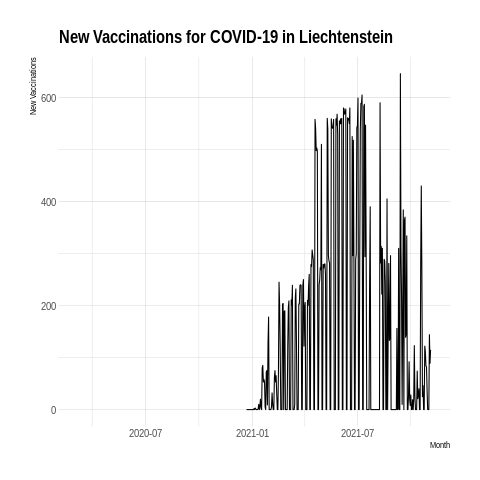 New Vaccinations for COVID-19 in Liechtenstein
New Vaccinations
600
400
200
0
2020-07
2021-01
2021-07
Month